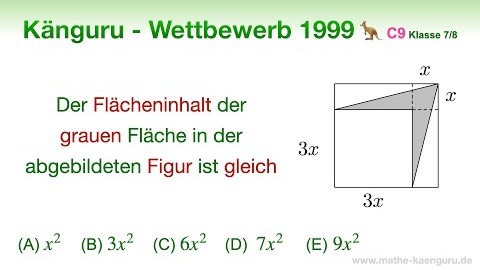 Känguru - Wettbewerb 1999 🦘 C9 Klasse 7/8
Der Flächeninhalt der
grauen Fläche in der
abgebildeten Figur ist gleich
x
x
3x
3x
(A) x² (B) 3x² (C) 6x² (D) 7x² (E) 9x²
www.mathe-kaenguru.de